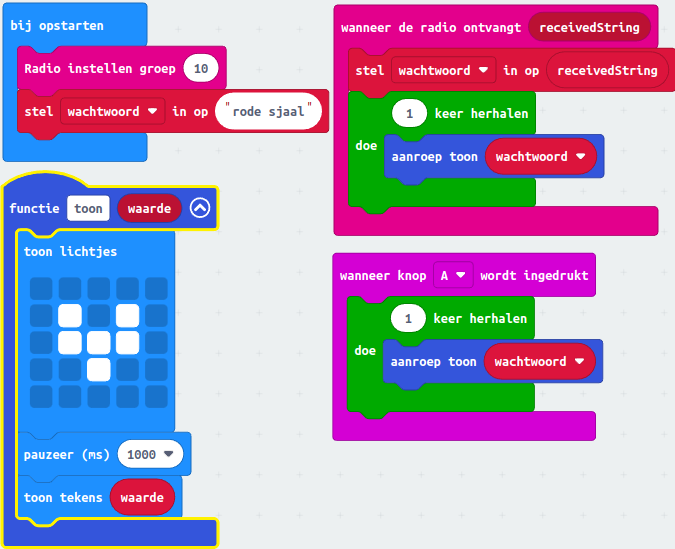 bij opstarten
Radio instellen groep 10
stel wachtwoord in op "rode sjaal"
functie toon waarde
toon lichtjes
pauzeer (ms) 1000
toon tekens waarde
wanneer de radio ontvangt receivedString
stel wachtwoord in op receivedString
1 keer herhalen
doe
aanroep toon wachtwoord
wanneer knop A wordt ingedrukt
1 keer herhalen
doe
aanroep toon wachtwoord